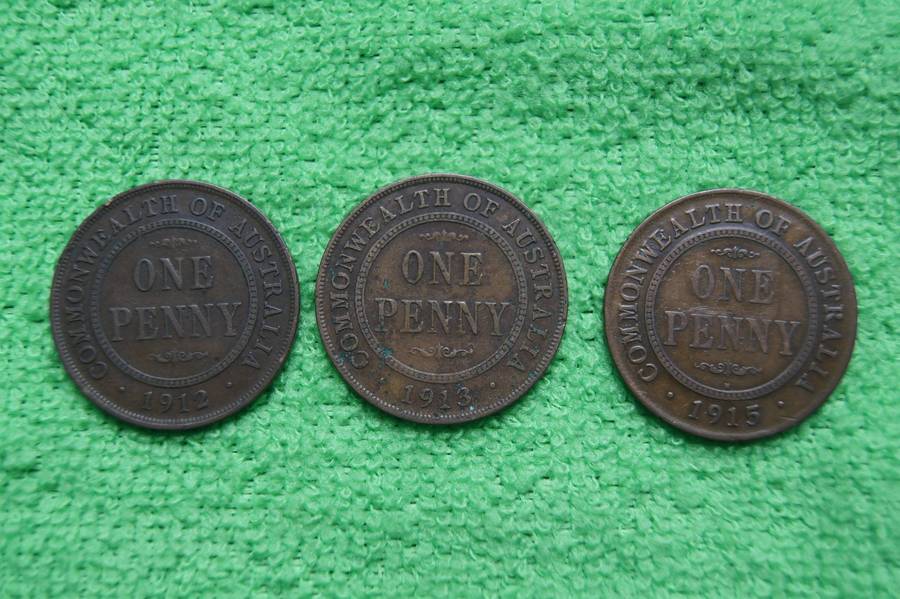 COMMONWEALTH OF AUSTRALIA
ONE
PENNY
1912
COMMONWEALTH OF AUSTRALIA
ONE
PENNY
1913
COMMONWEALTH OF AUSTRALIA
ONE
PENNY
1915